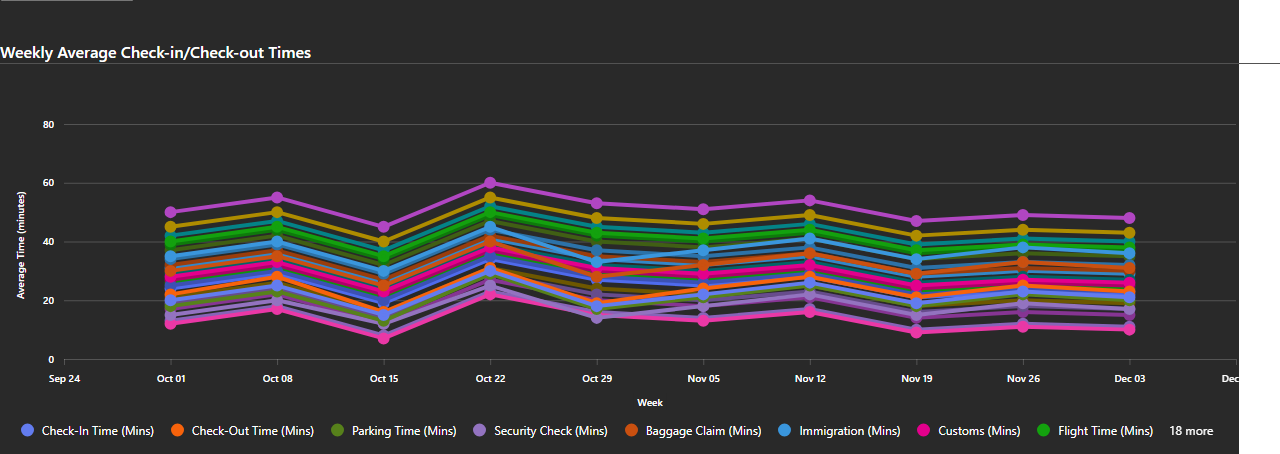 Weekly Average Check-in/Check-out Times
Average Time (minutes)
80
60
40
20
0
Sep 24 Oct 01 Oct 08 Oct 15 Oct 22 Oct 29 Nov 05 Nov 12 Nov 19 Nov 26 Dec 03 Dec
Week
Check-In Time (Mins) Check-Out Time (Mins) Parking Time (Mins) Security Check (Mins) Baggage Claim (Mins) Immigration (Mins) Customs (Mins) Flight Time (Mins) 18 more